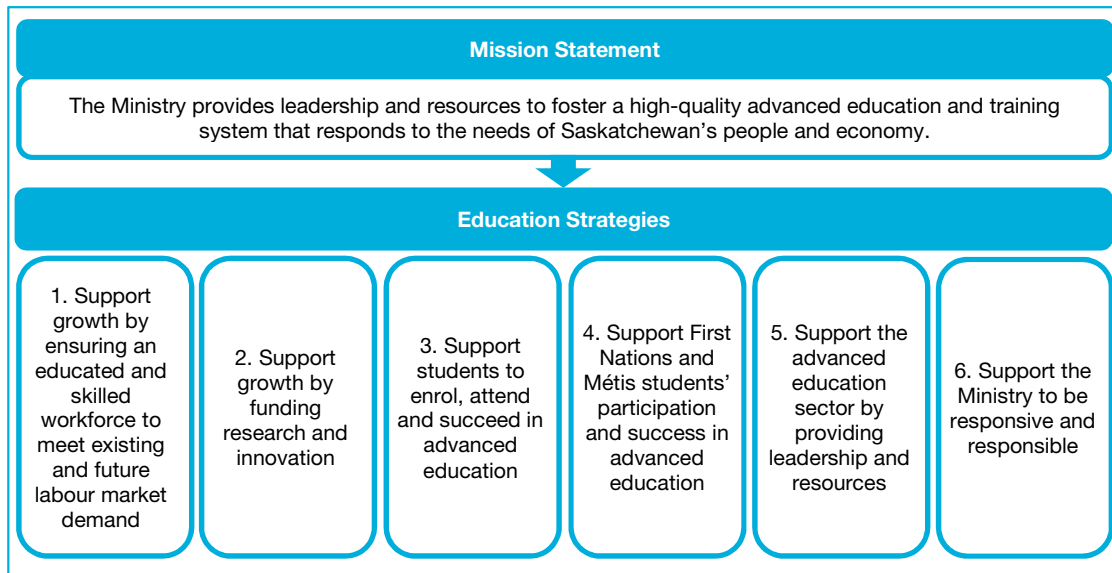 Mission Statement
The Ministry provides leadership and resources to foster a high-quality advanced education and training
system that responds to the needs of Saskatchewan’s people and economy.
Education Strategies
1. Support
growth by
ensuring an
educated and
skilled
workforce to
meet existing
and future
labour market
demand
2. Support
growth by
funding
research and
innovation
3. Support
students to
enrol, attend
and succeed in
advanced
education
4. Support First
Nations and
Métis students’
participation
and success in
advanced
education
5. Support the
advanced
education
sector by
providing
leadership and
resources
6. Support the
Ministry to be
responsive and
responsible